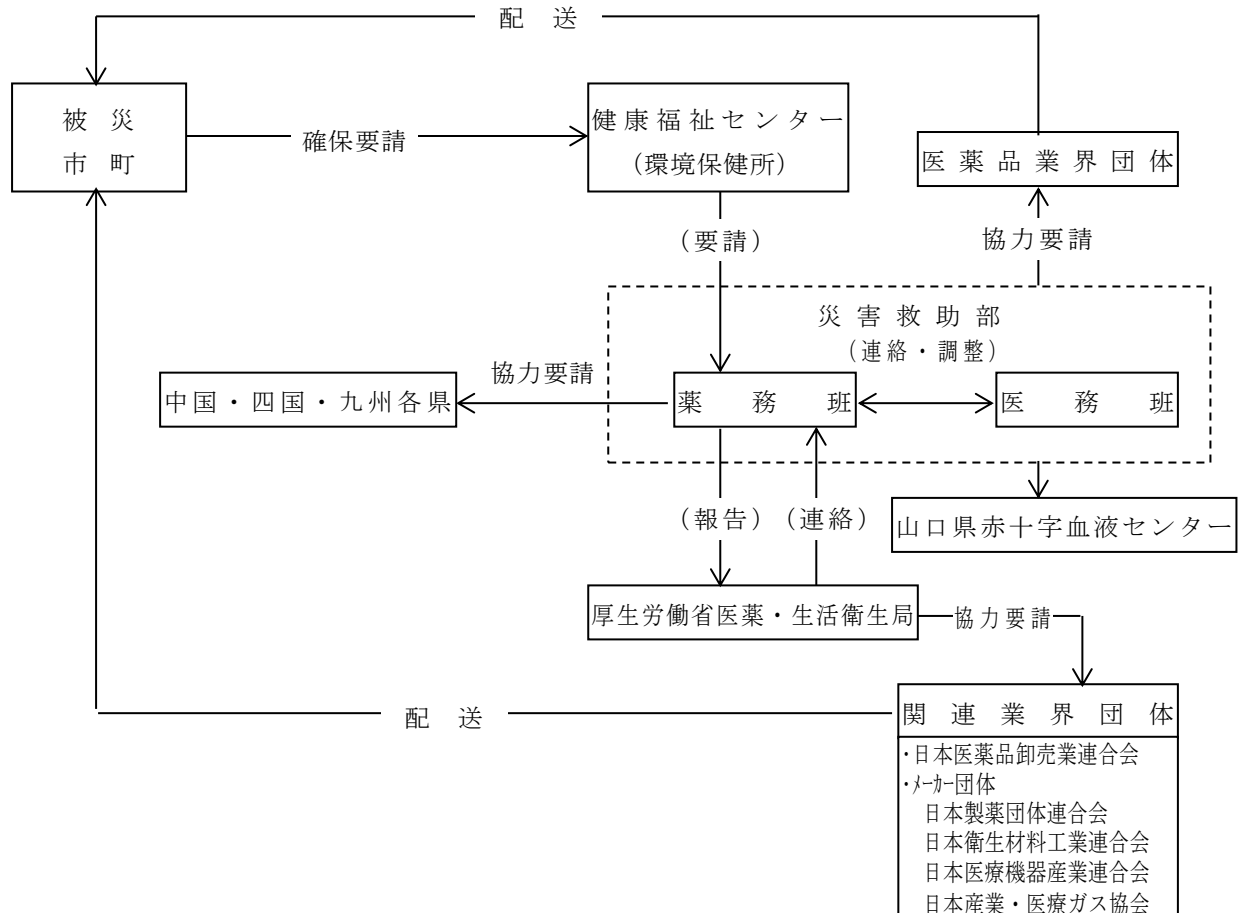 配送
被災
市町
確保要請
健康福祉センター
（環境保健所）
医薬品業界団体
（要請）
協力要請
災害救助部
（連絡・調整）
協力要請
中国・四国・九州各県
薬務班
医務班
（報告）（連絡）
山口県赤十字血液センター
厚生労働省医薬・生活衛生局
協力要請
配送
関連業界団体
・日本医薬品卸売業連合会
・ﾒｰｶｰ団体
日本製薬団体連合会
日本衛生材料工業連合会
日本医療機器産業連合会
日本産業・医療ガス協会